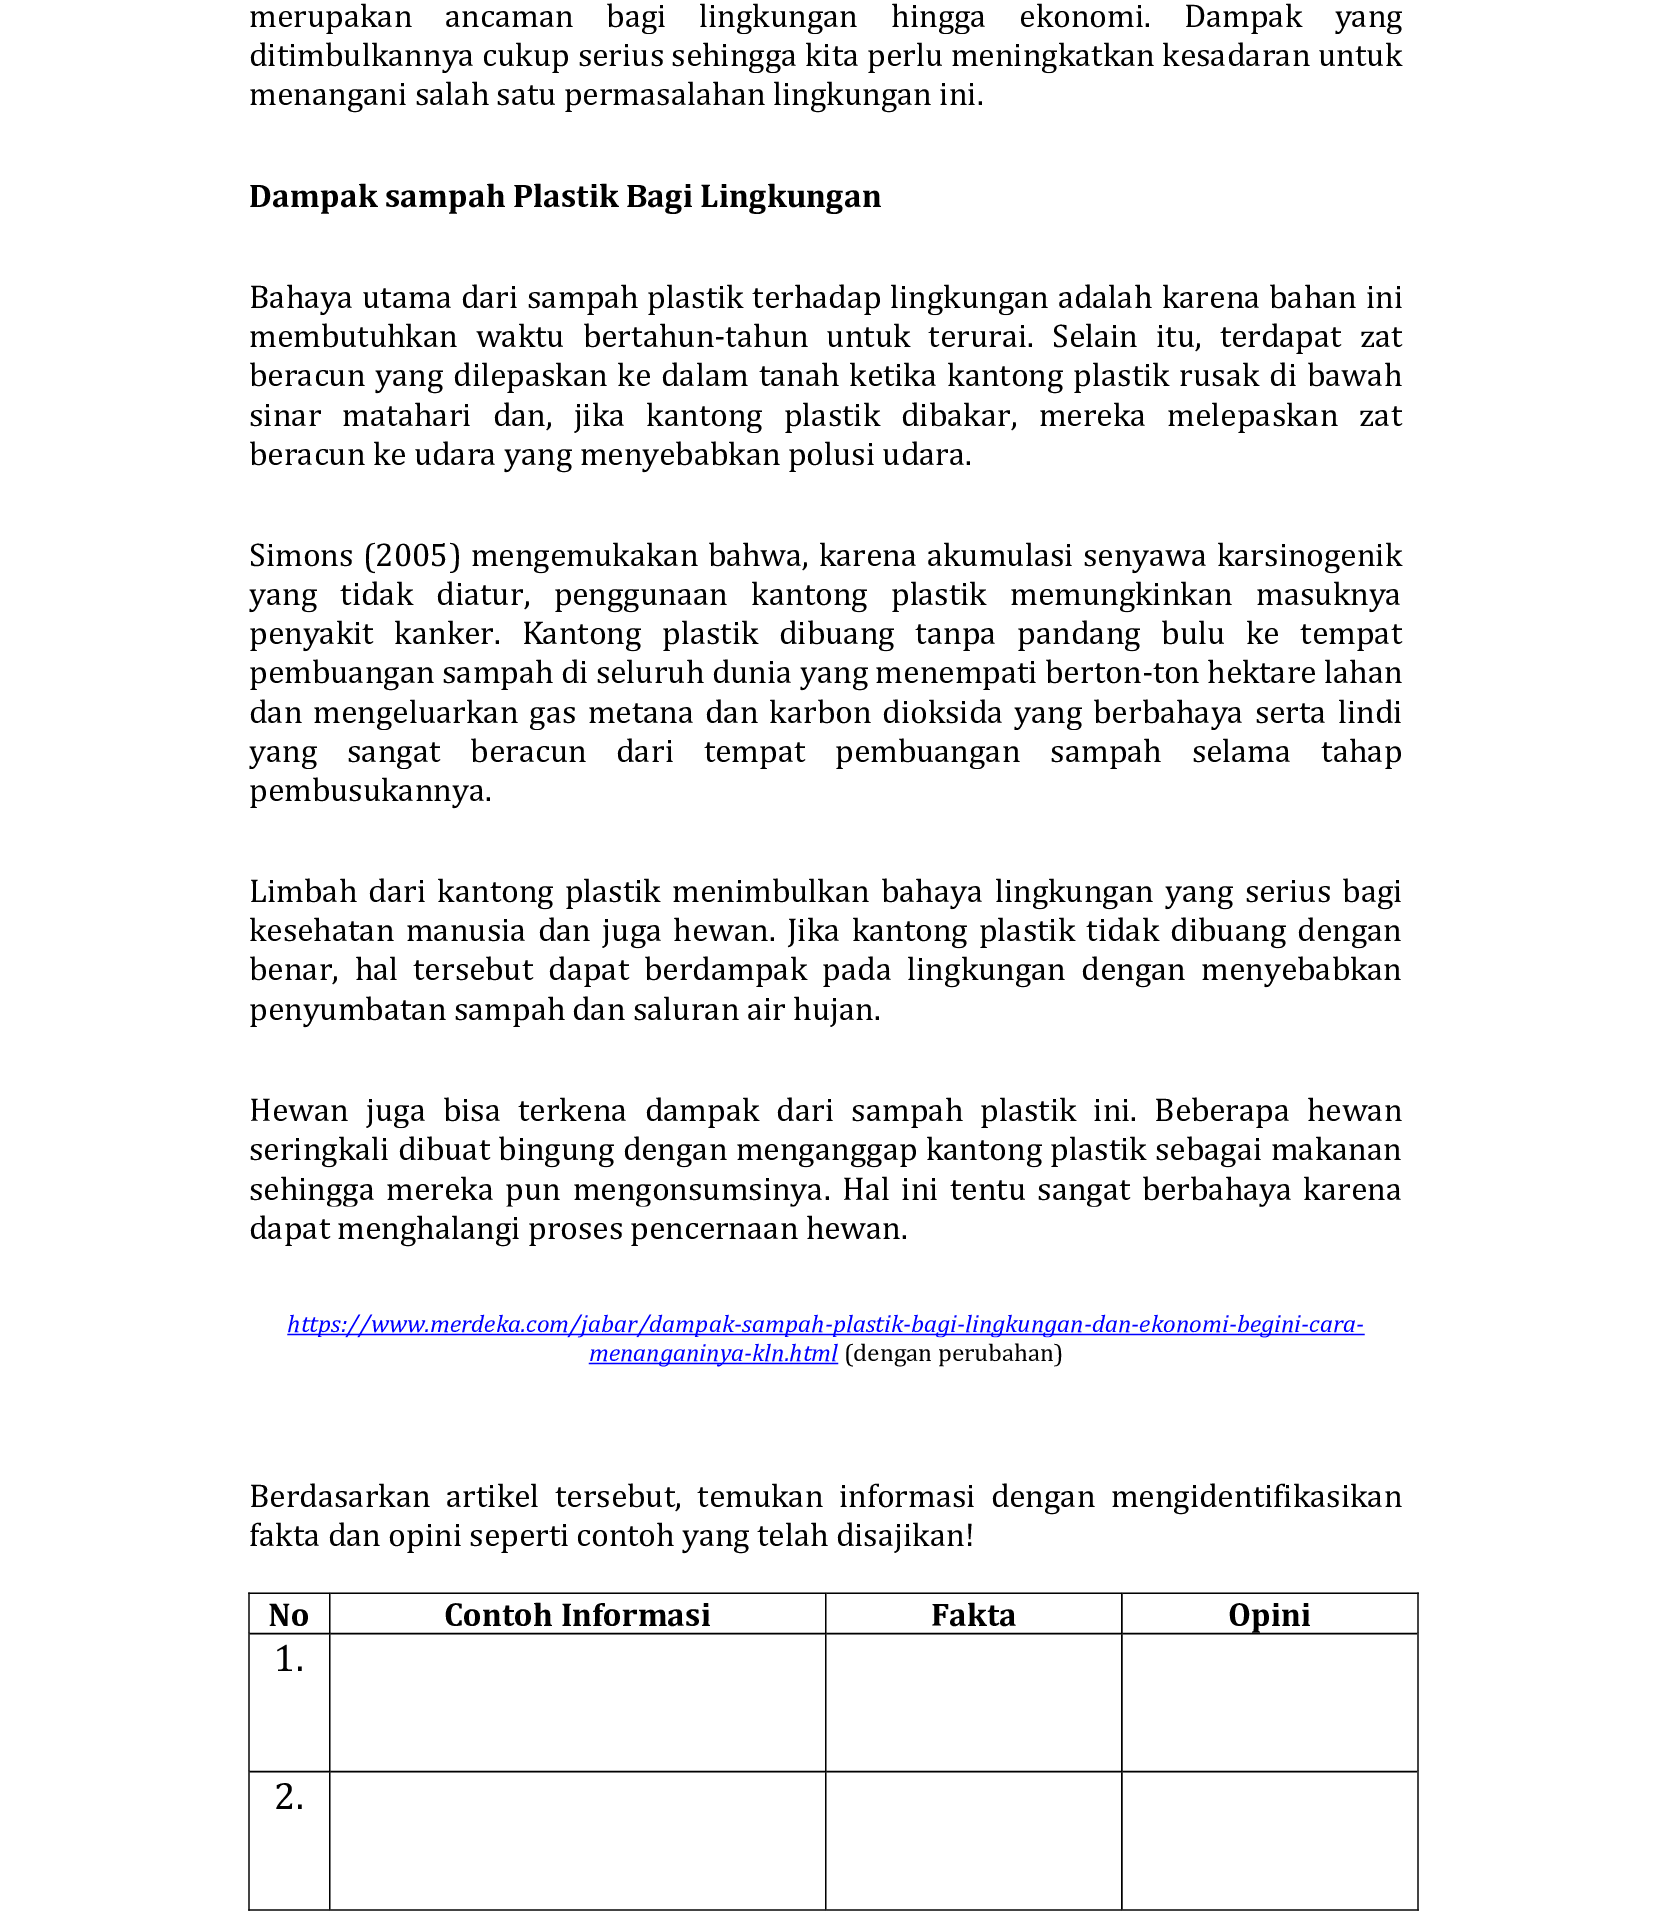 merupakan ancaman bagi lingkungan hingga ekonomi. Dampak yang
ditimbulkannya cukup serius sehingga kita perlu meningkatkan kesadaran untuk
menangani salah satu permasalahan lingkungan ini.
Dampak sampah Plastik Bagi Lingkungan
Bahaya utama dari sampah plastik terhadap lingkungan adalah karena bahan ini
membutuhkan waktu bertahun-tahun untuk terurai. Selain itu, terdapat zat
beracun yang dilepaskan ke dalam tanah ketika kantong plastik rusak di bawah
sinar matahari dan, jika kantong plastik dibakar, mereka melepaskan zat
beracun ke udara yang menyebabkan polusi udara.
Simons (2005) mengemukakan bahwa, karena akumulasi senyawa karsinogenik
yang tidak diatur, penggunaan kantong plastik memungkinkan masuknya
penyakit kanker. Kantong plastik dibuang tanpa pandang bulu ke tempat
pembuangan sampah di seluruh dunia yang menempati berton-ton hektare lahan
dan mengeluarkan gas metana dan karbon dioksida yang berbahaya serta lindi
yang sangat beracun dari tempat pembuangan sampah selama tahap
pembusukannya.
Limbah dari kantong plastik menimbulkan bahaya lingkungan yang serius bagi
kesehatan manusia dan juga hewan. Jika kantong plastik tidak dibuang dengan
benar, hal tersebut dapat berdampak pada lingkungan dengan menyebabkan
penyumbatan sampah dan saluran air hujan.
Hewan juga bisa terkena dampak dari sampah plastik ini. Beberapa hewan
seringkali dibuat bingung dengan menganggap kantong plastik sebagai makanan
sehingga mereka pun mengonsumsinya. Hal ini tentu sangat berbahaya karena
dapat menghalangi proses pencernaan hewan.
https://www.merdeka.com/jabar/dampak-sampah-plastik-bagi-lingkungan-dan-ekonomi-begini-cara-
menanganinya-kln.html (dengan perubahan)
Berdasarkan artikel tersebut, temukan informasi dengan mengidentifikasikan
fakta dan opini seperti contoh yang telah disajikan!
No Contoh Informasi Fakta Opini
1.
2.